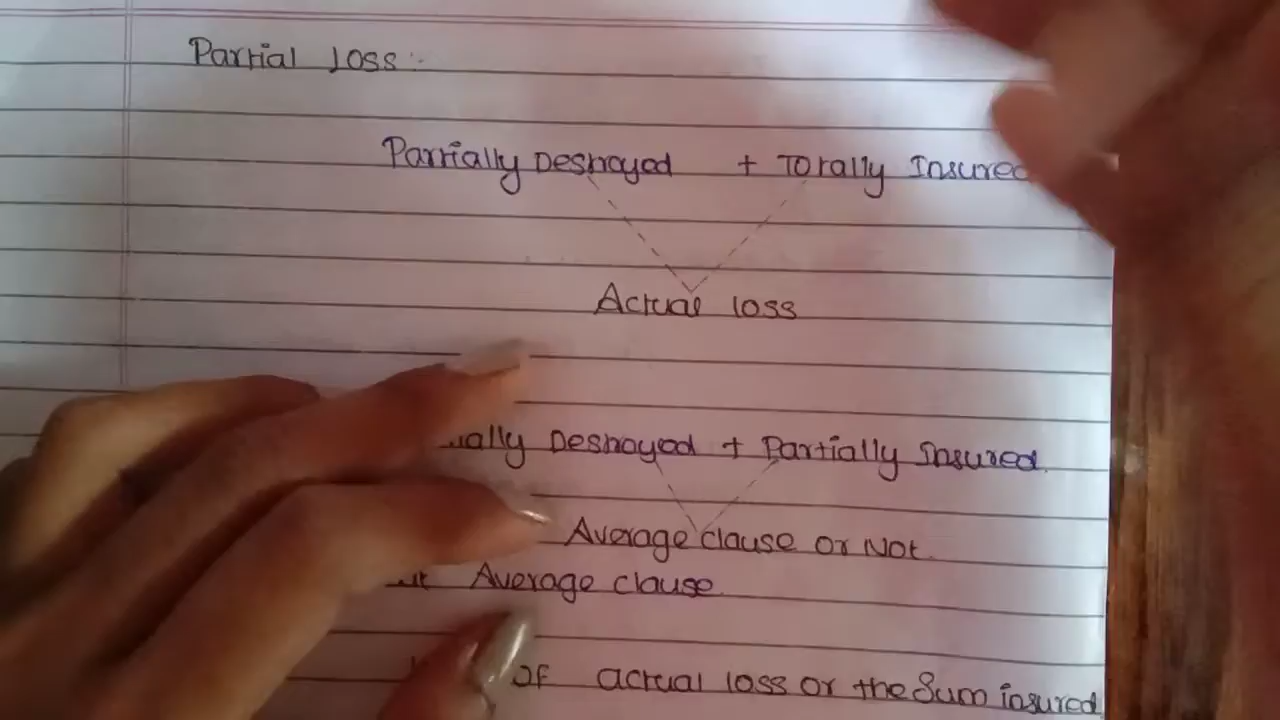 Partial loss :-
Partially Destroyed + Totally Insured
Actual loss
Destroyed + Partially Insured.
Average clause or Not.
Average clause.
of actual loss or the Sum insured